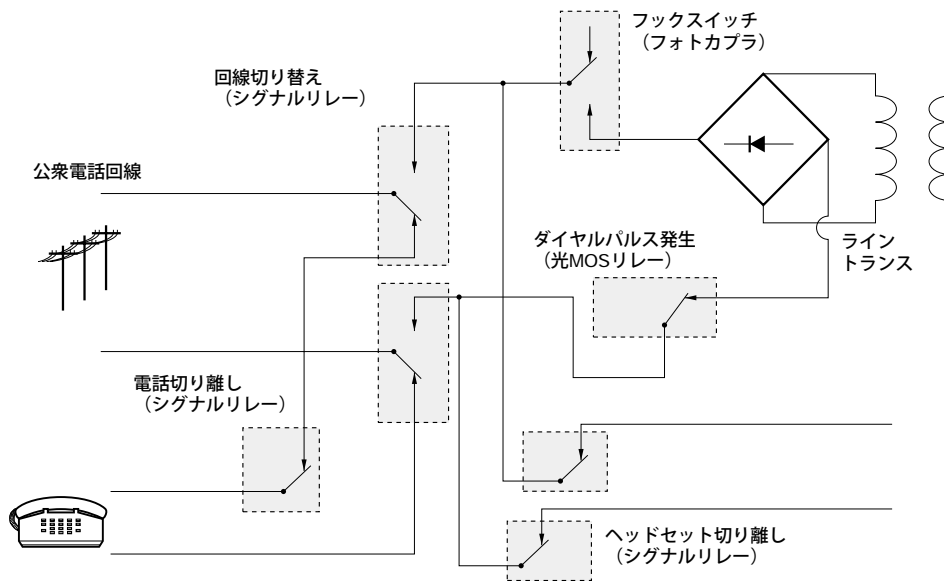 フックスイッチ
（フォトカプラ）
回線切り替え
（シグナルリレー）
公衆電話回線
ダイヤルパルス発生
（光MOSリレー）
ライン
トランス
電話切り離し
（シグナルリレー）
ヘッドセット切り離し
（シグナルリレー）